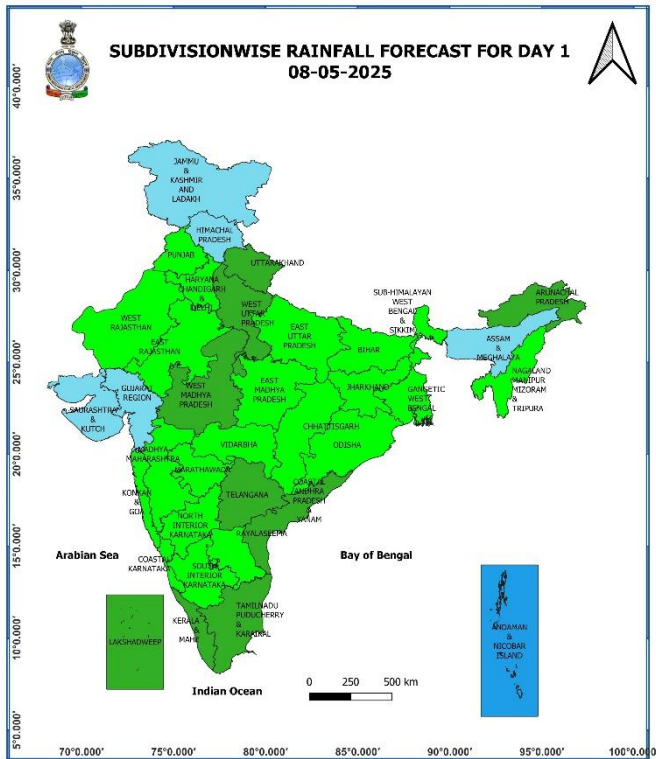 SUBDIVISIONWISE RAINFALL FORECAST FOR DAY 1
08-05-2025
40°0.000'
35°0.000'
30°0.000'
25°0.000'
20°0.000'
15°0.000'
10°0.000'
5°0.000'
JAMMU
&
KASHMIR
AND
LADAKH
HIMACHAL
PRADESH
PUNJAB
UTTARAKHAND
HARYANA
CHANDIGARH
&
DELHI
WEST
UTTAR
PRADESH
WEST
RAJASTHAN
EAST
RAJASTHAN
EAST
UTTAR
PRADESH
SUB-HIMALAYAN
WEST
BENGAL
&
SIKKIM
ARUNACHAL
PRADESH
ASSAM
&
MEGHALAYA
NAGALAND
MANIPUR
MIZORAM
&
TRIPURA
BIHAR
GUJARAT
REGION
SAURASHTRA
&
KUTCH
WEST
MADHYA
PRADESH
EAST
MADHYA
PRADESH
JHARKHAND
GANGETIC
WEST
BENGAL
CHHATTISGARH
ODISHA
VIDARBHA
MADHYA
MAHARASHTRA
MARATHAWADA
KONKAN
&
GOA
TELANGANA
COASTAL
ANDHRA
PRADESH
&
YANAM
NORTH
INTERIOR
KARNATAKA
RAYALASEEMA
COASTAL
KARNATAKA
SOUTH
INTERIOR
KARNATAKA
Arabian Sea
Bay of Bengal
TAMILNADU
PUDUCHERRY
&
KARAIKAL
KERALA
&
MAHE
LAKSHADWEEP
ANDAMAN
&
NICOBAR
ISLAND
Indian Ocean
0 250 500 km
70°0.000' 75°0.000' 80°0.000' 85°0.000' 90°0.000' 95°0.000' 100°0.000'